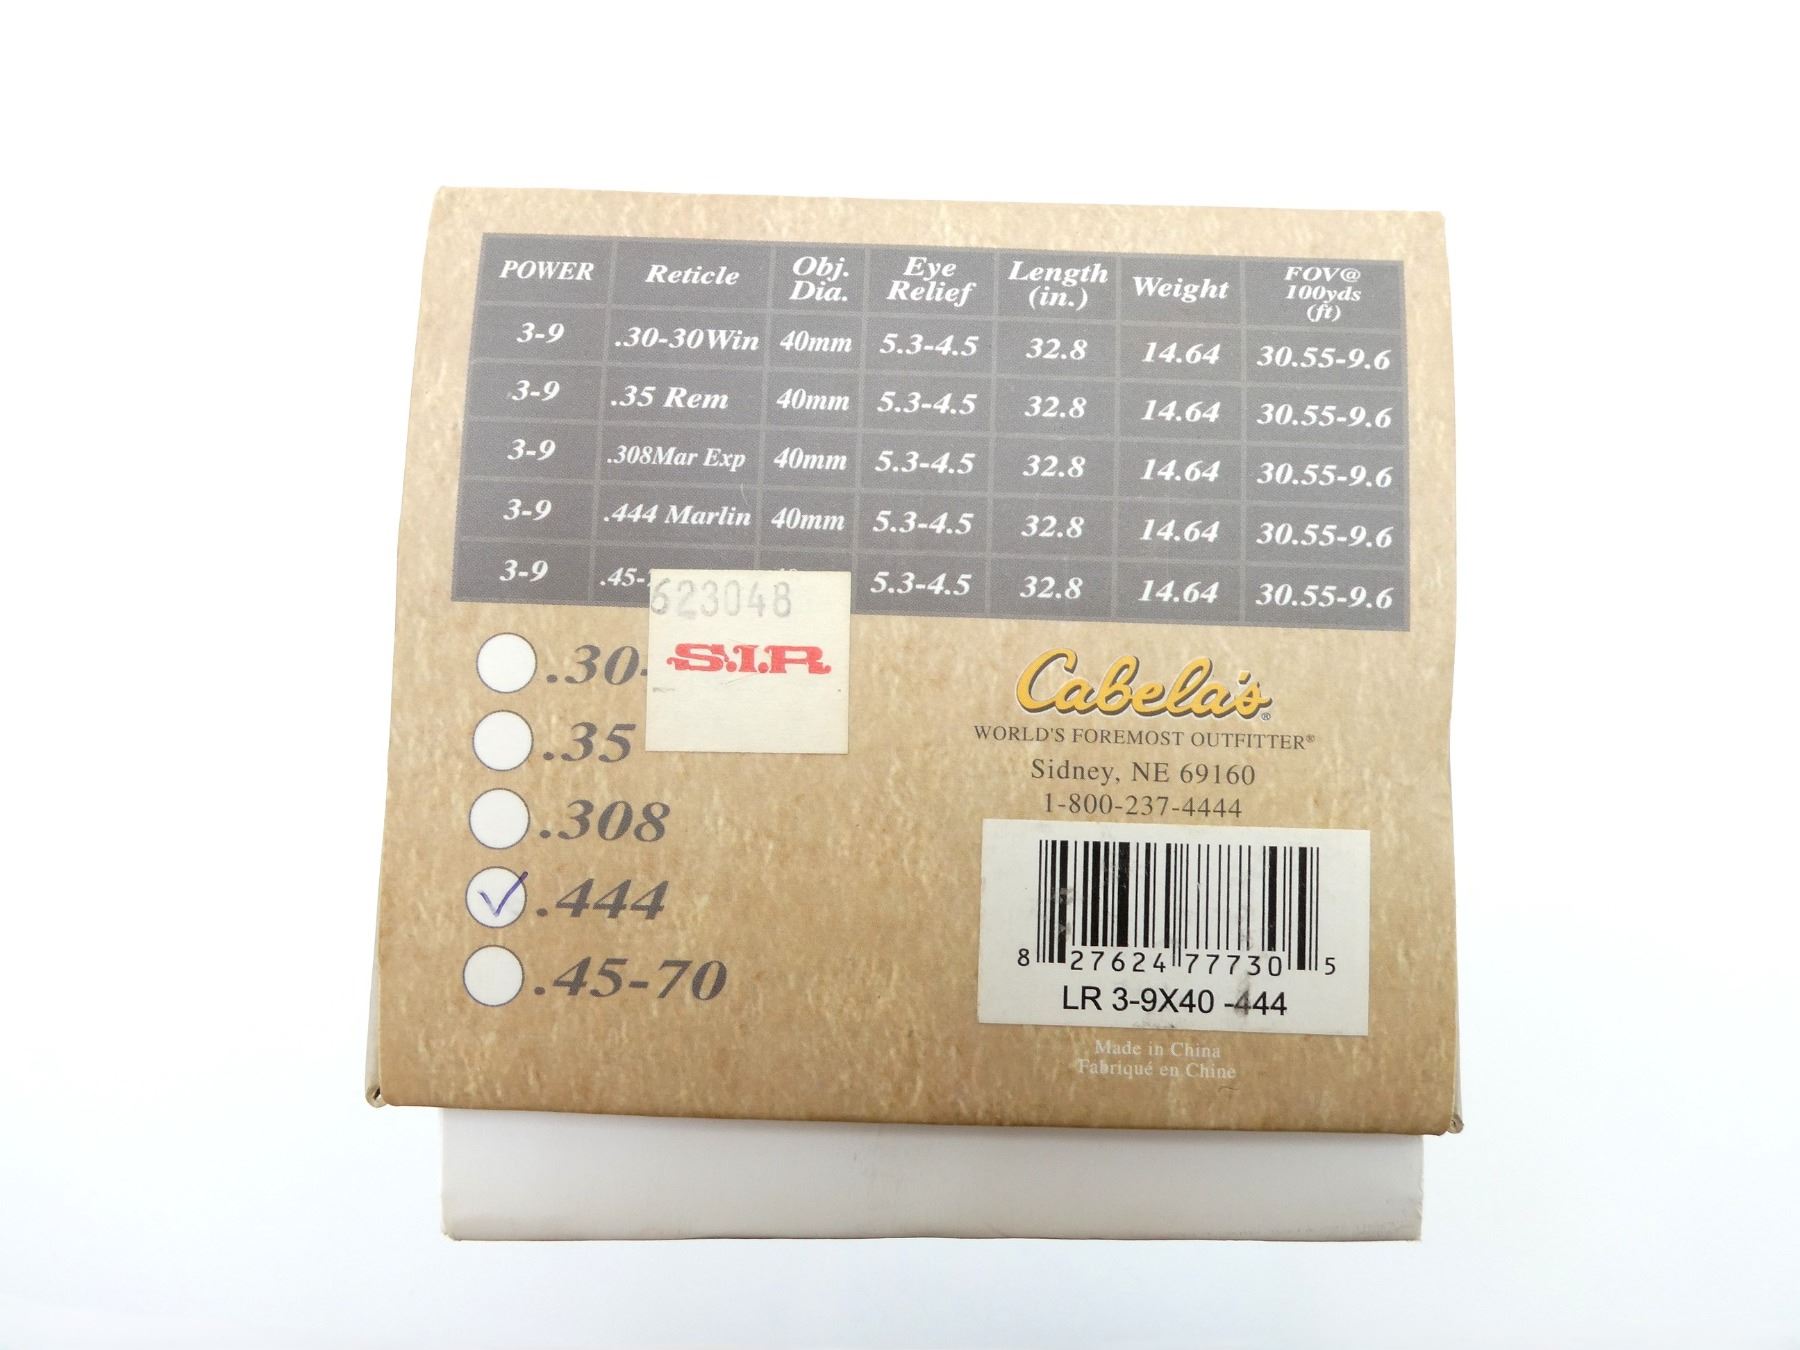 POWER Reticle Obj. Dia. Eye Relief Length (in.) Weight FOV@ 100yds (ft)
3-9 .30-30Win 40mm 5.3-4.5 32.8 14.64 30.55-9.6
3-9 .35 Rem 40mm 5.3-4.5 32.8 14.64 30.55-9.6
3-9 .308Mar Exp 40mm 5.3-4.5 32.8 14.64 30.55-9.6
3-9 .444 Marlin 40mm 5.3-4.5 32.8 14.64 30.55-9.6
3-9 .45- 5.3-4.5 32.8 14.64 30.55-9.6
623048
S.I.R.
.30-
.35
.308
.444
.45-70
Cabela's®
WORLD'S FOREMOST OUTFITTER®
Sidney, NE 69160
1-800-237-4444
8 27624 77730 5
LR 3-9X40 -444
Made in China
Fabriqué en Chine